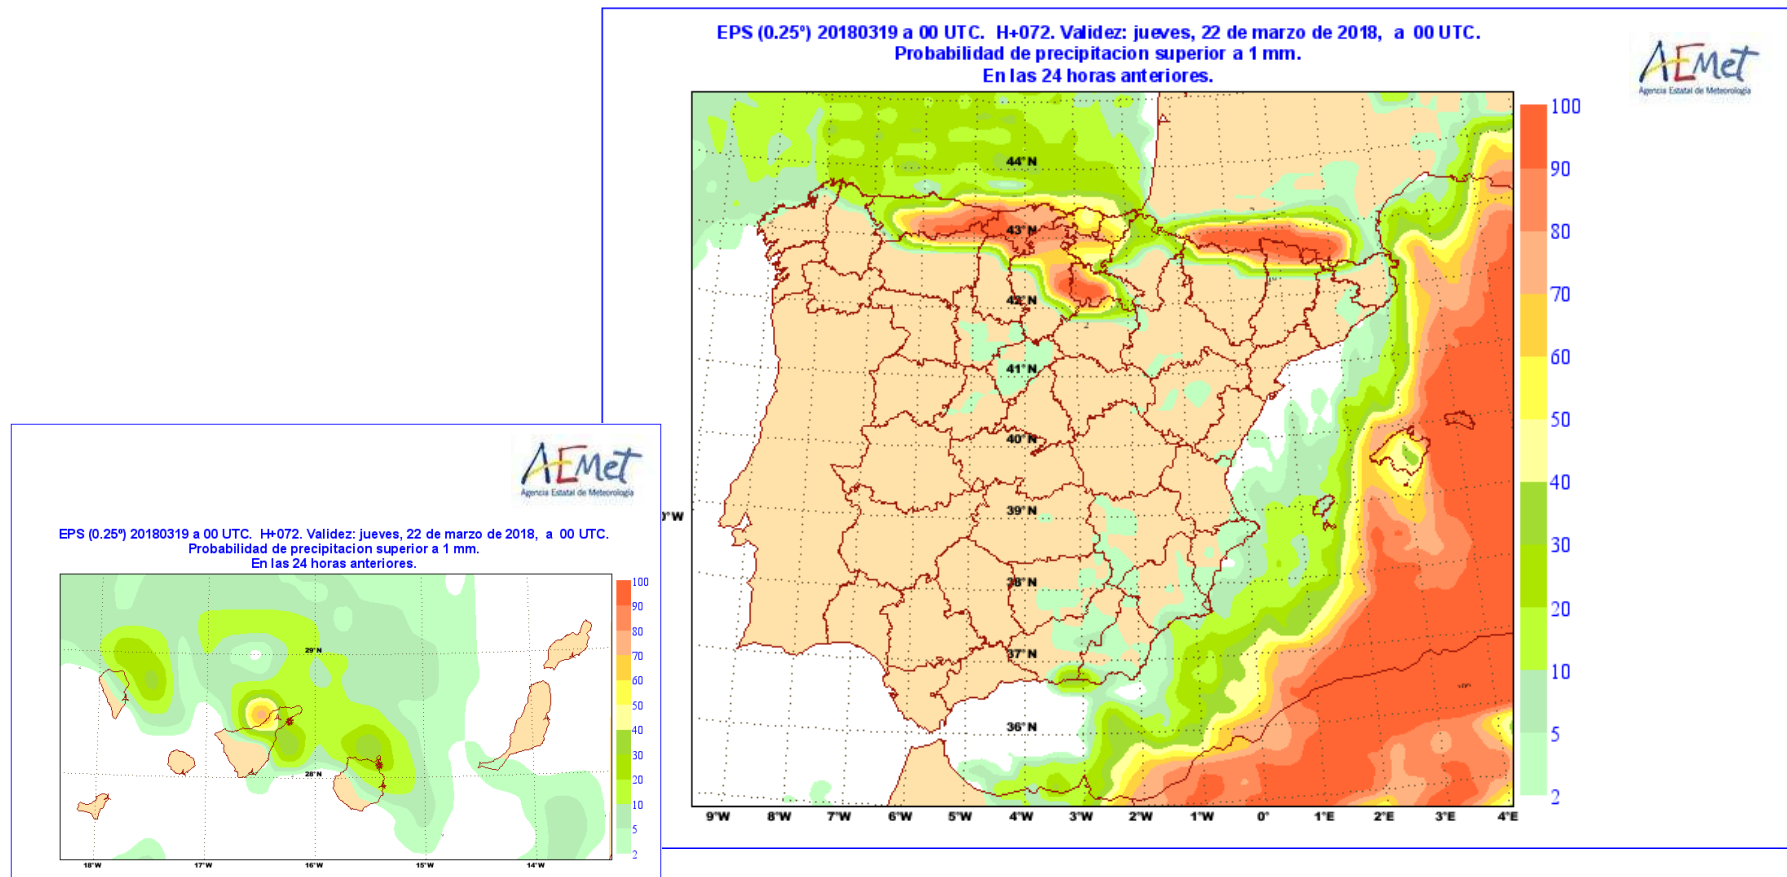 EPS (0.25º) 20180319 a 00 UTC. H+072. Validez: jueves, 22 de marzo de 2018, a 00 UTC.
Probabilidad de precipitacion superior a 1 mm.
En las 24 horas anteriores.
AEMet
Agencia Estatal de Meteorología
44°N
43°N
42°N
41°N
40°N
39°N
38°N
37°N
36°N
9°W 8°W 7°W 6°W 5°W 4°W 3°W 2°W 1°W 0° 1°E 2°E 3°E 4°E
100
90
80
70
60
50
40
30
20
10
5
2
0°W
AEMet
Agencia Estatal de Meteorología
EPS (0.25º) 20180319 a 00 UTC. H+072. Validez: jueves, 22 de marzo de 2018, a 00 UTC.
Probabilidad de precipitacion superior a 1 mm.
En las 24 horas anteriores.
29°N
28°N
18°W 17°W 16°W 15°W 14°W
100
90
80
70
60
50
40
30
20
10
5
2